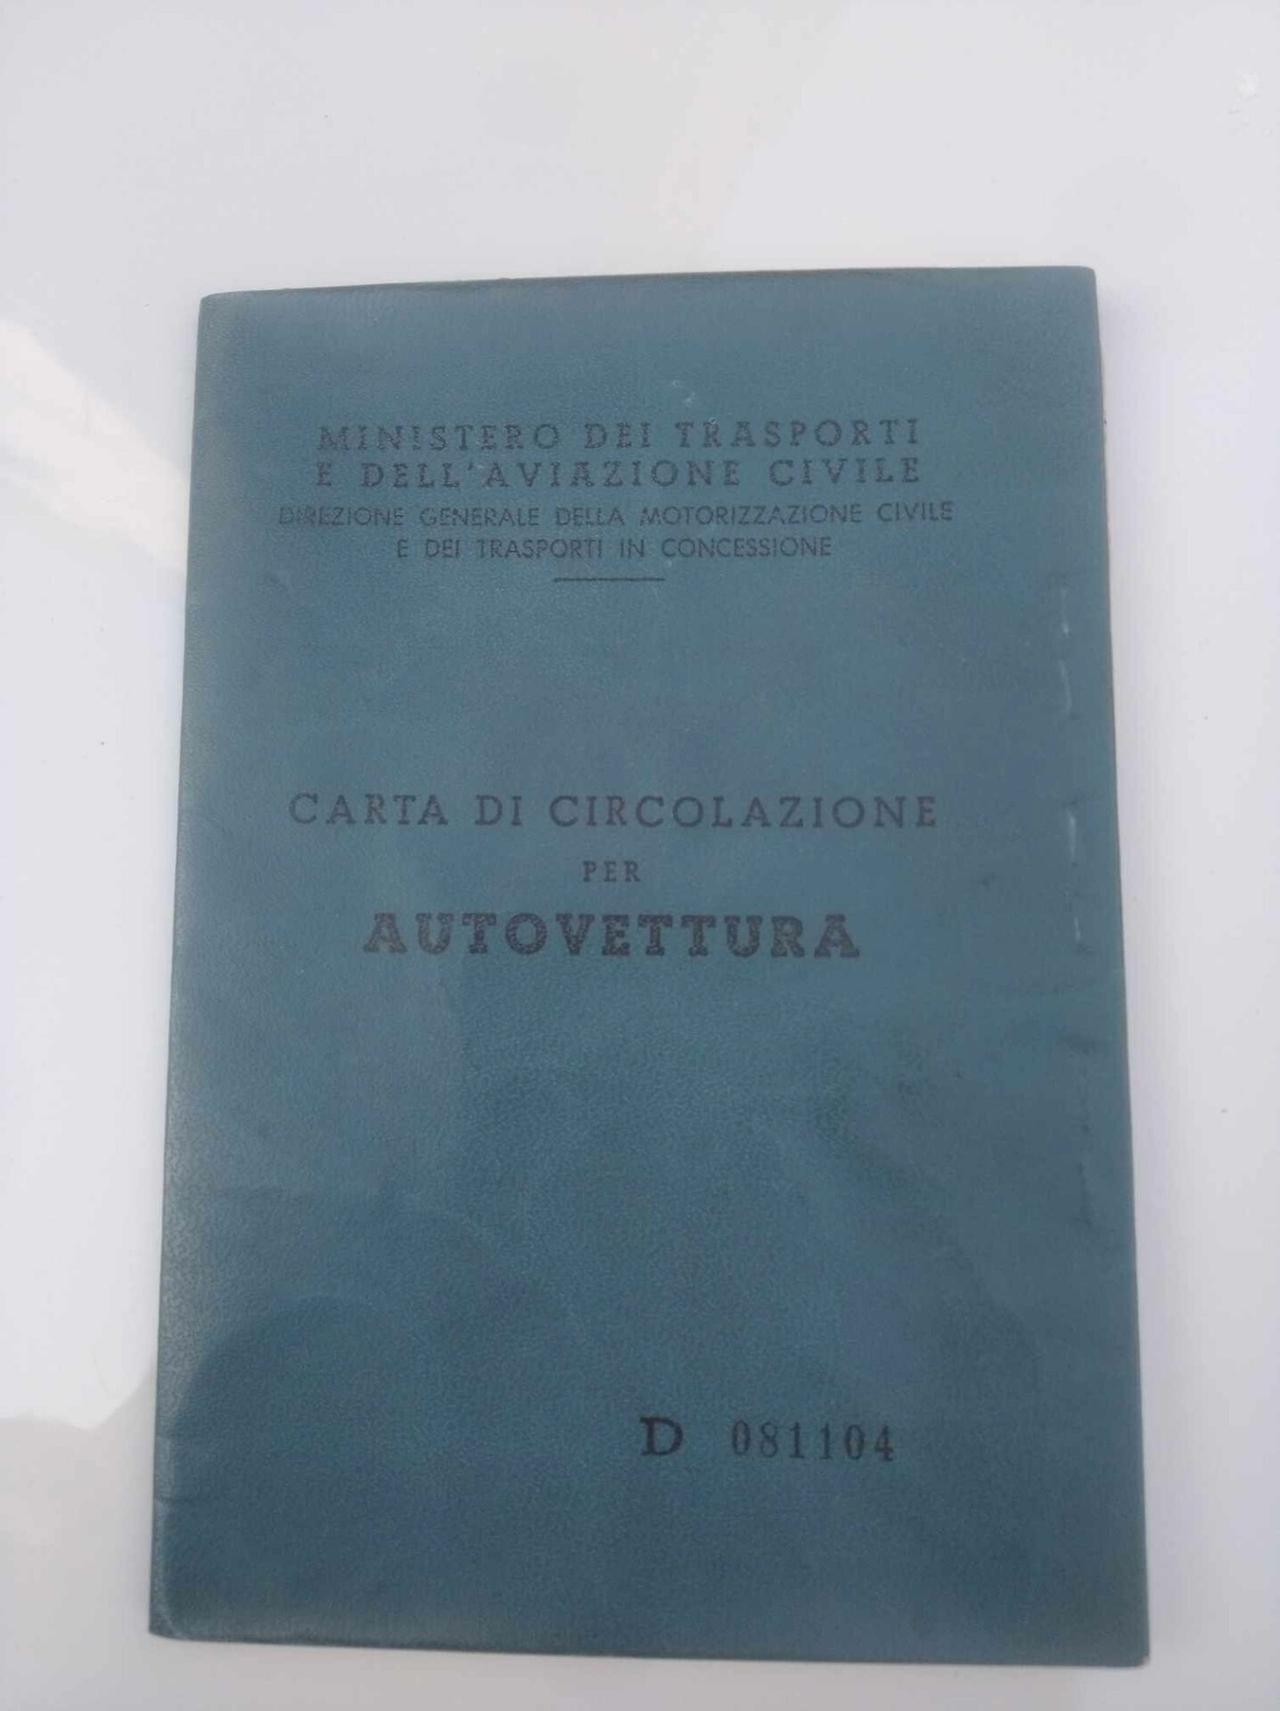 MINISTERO DEI TRASPORTI
E DELL'AVIAZIONE CIVILE
DIREZIONE GENERALE DELLA MOTORIZZAZIONE CIVILE
E DEI TRASPORTI IN CONCESSIONE
CARTA DI CIRCOLAZIONE
PER
AUTOVETTURA
D 081104